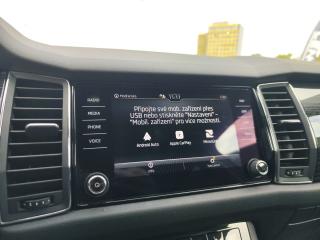 RADIO
MEDIA
PHONE
VOICE
Připojte své mob. zařízení přes
USB nebo stiskněte "Nastavení" –
"Mobil. zařízení" pro více možností.
Android Auto
Apple CarPlay